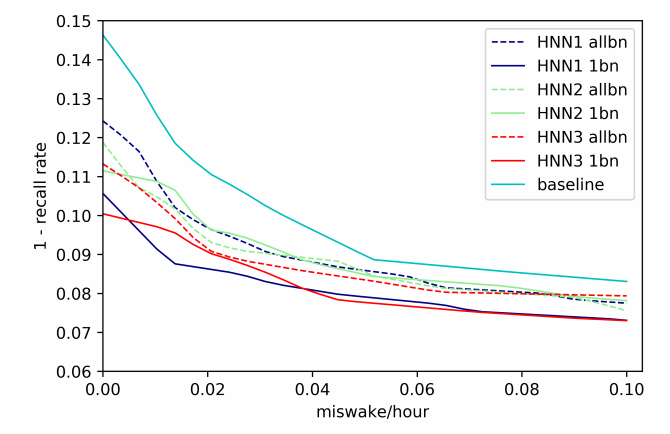 0.15
0.14
0.13
0.12
0.11
0.10
0.09
0.08
0.07
0.06
1 - recall rate
HNN1 allbn
HNN1 1bn
HNN2 allbn
HNN2 1bn
HNN3 allbn
HNN3 1bn
baseline
0.00 0.02 0.04 0.06 0.08 0.10
miswake/hour